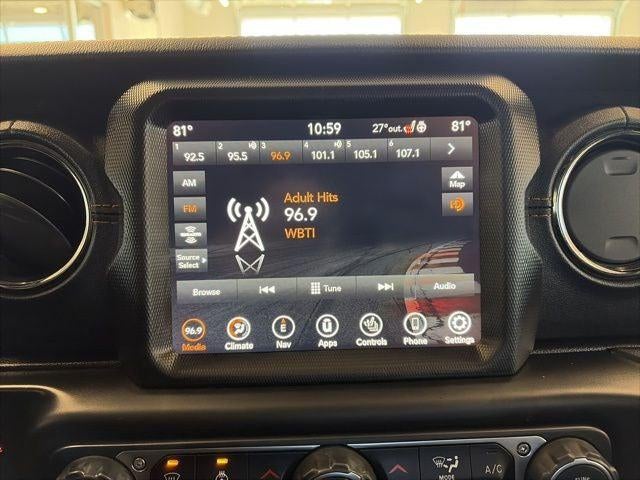 81° 10:59 27°out. 81°
1 2 3 4 5 6
92.5 95.5 96.9 101.1 105.1 107.1
AM
Map
FM
Adult Hits
96.9
WBTI
Source
Select
Browse Tune Audio
96.9 E
Media Climate Nav Apps Controls Phone Settings
MODE A/C